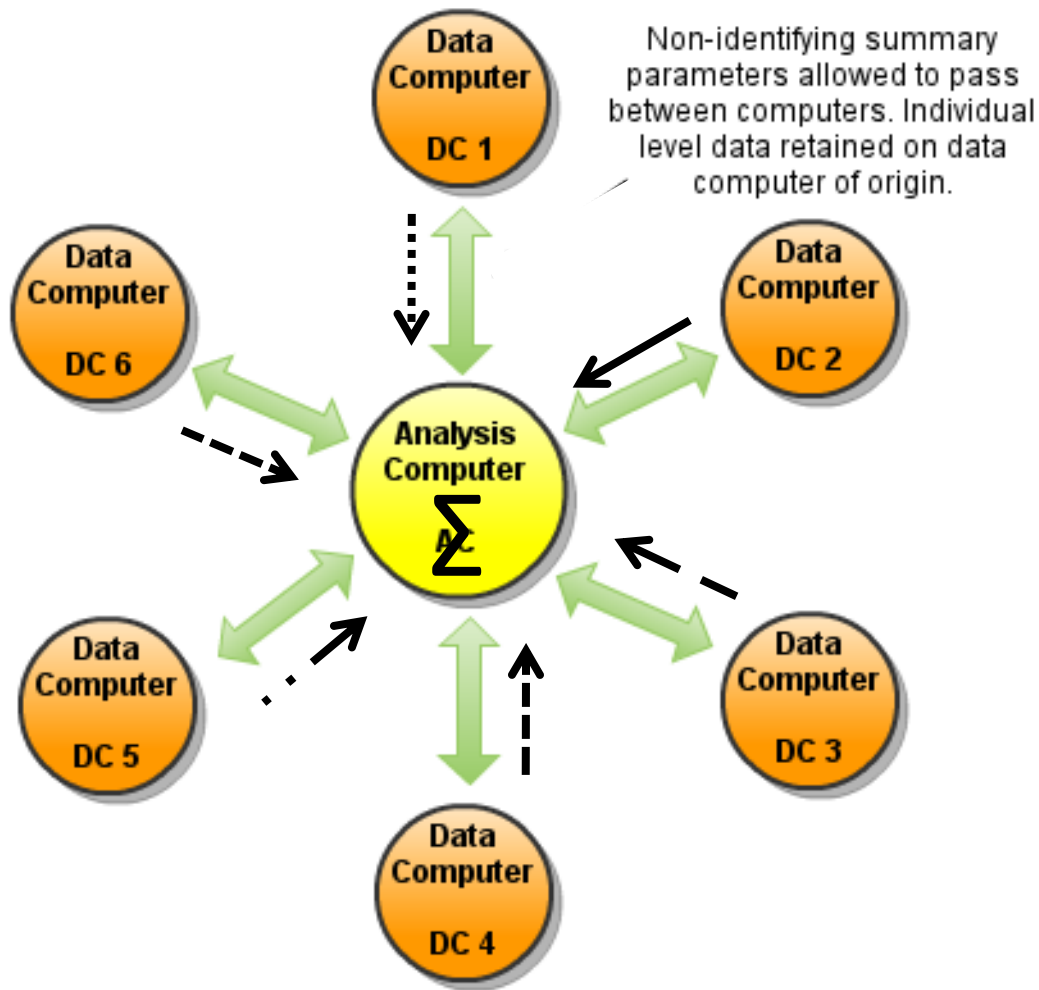 Data
Computer
DC 1
Non-identifying summary
parameters allowed to pass
between computers. Individual
level data retained on data
computer of origin.
Data
Computer
DC 6
Data
Computer
DC 2
Analysis
Computer
AC
Σ
Data
Computer
DC 5
Data
Computer
DC 3
Data
Computer
DC 4